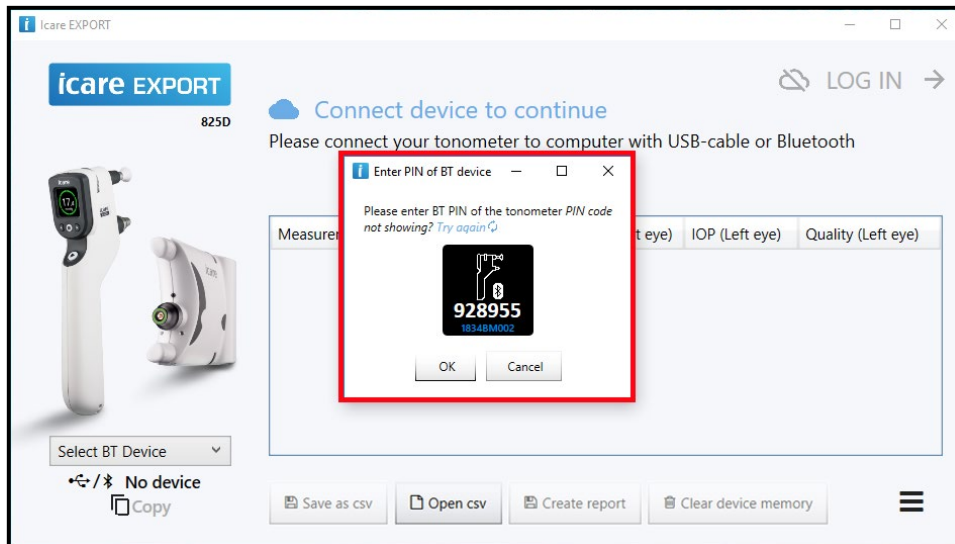 Icare EXPORT
icare EXPORT
825D
LOG IN
Connect device to continue
Please connect your tonometer to computer with USB-cable or Bluetooth
Enter PIN of BT device
Please enter BT PIN of the tonometer PIN code
not showing? Try again
928955
1834BM002
OK
Cancel
t eye)
IOP (Left eye)
Quality (Left eye)
Select BT Device
No device
Copy
Save as csv
Open csv
Create report
Clear device memory